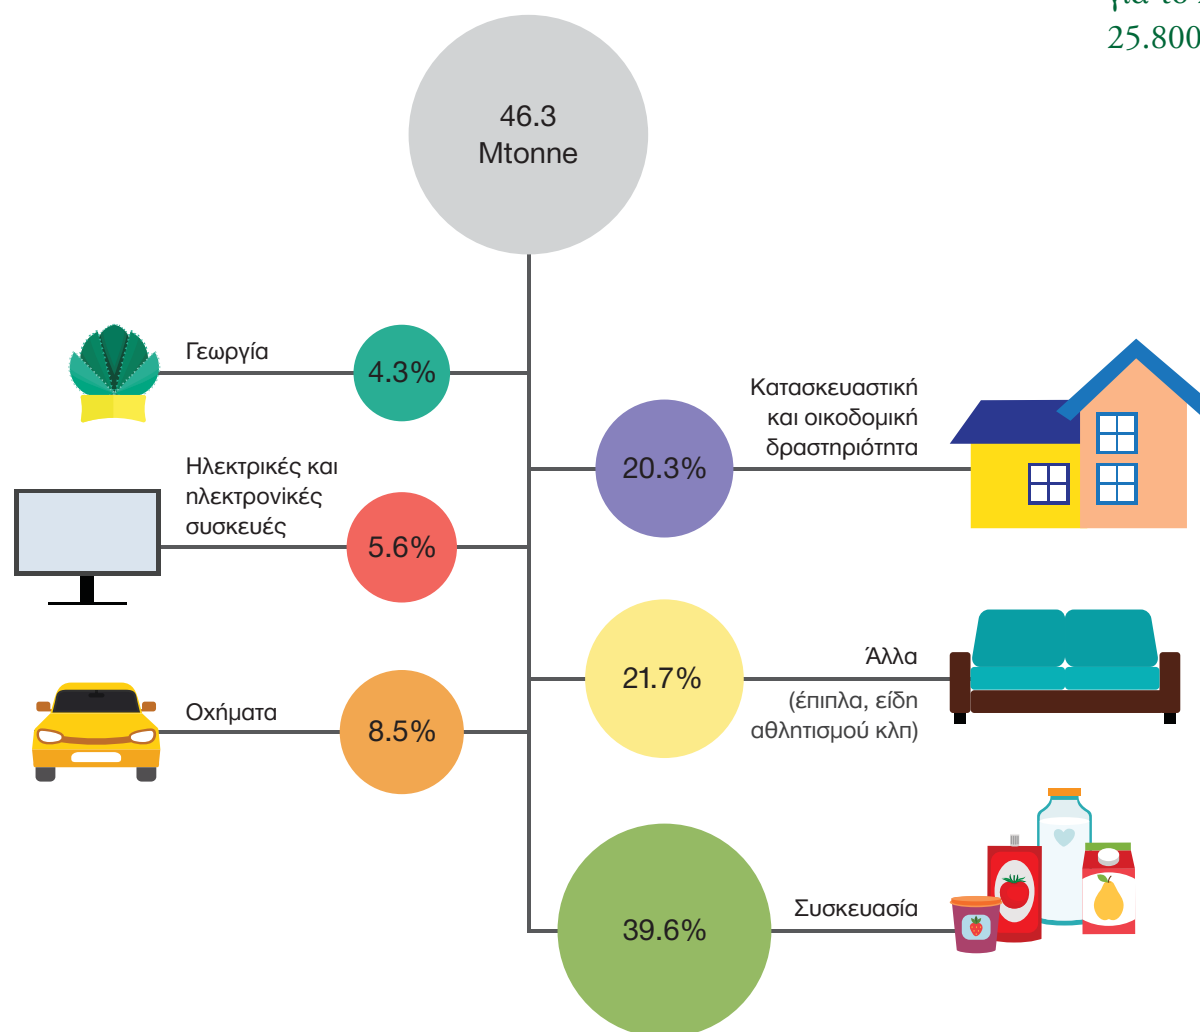 25.800
46.3
Mtonne
Γεωργία
4.3%
Κατασκευαστική
και οικοδομική
δραστηριότητα
20.3%
Ηλεκτρικές και
ηλεκτρονικές
συσκευές
5.6%
Άλλα
(έπιπλα, είδη
αθλητισμού κλπ)
21.7%
Οχήματα
8.5%
Συσκευασία
39.6%